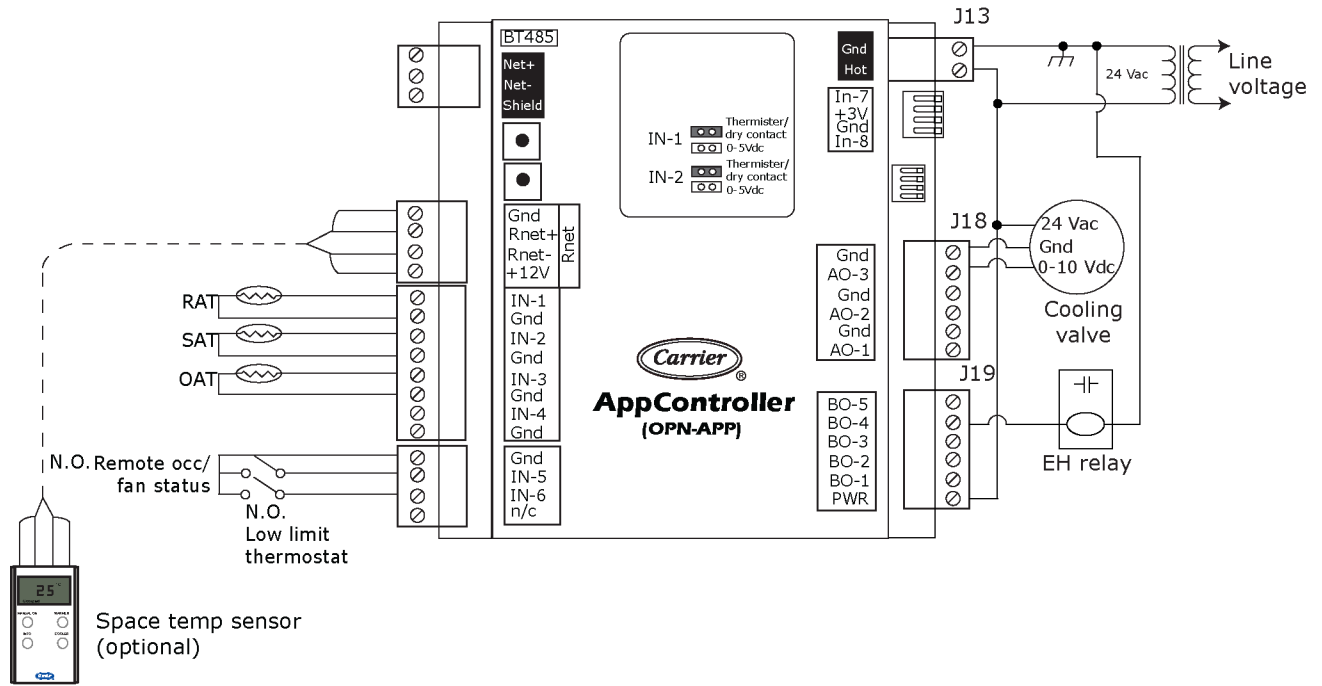 J13
BT485
Net+
Net-
Shield
Gnd
Hot
24 Vac
Line
voltage
In-7
+3V
Gnd
In-8
IN-1
Thermister/
dry contact
0-5Vdc
IN-2
Thermister/
dry contact
0-5Vdc
Gnd
Rnet+
Rnet-
+12V
Rnet
J18
24 Vac
Gnd
0-10 Vdc
Cooling
valve
Gnd
AO-3
Gnd
AO-2
Gnd
AO-1
RAT
SAT
OAT
IN-1
Gnd
IN-2
Gnd
IN-3
Gnd
IN-4
Gnd
Carrier
®
AppController
(OPN-APP)
J19
BO-5
BO-4
BO-3
BO-2
BO-1
PWR
EH relay
N.O. Remote occ/
fan status
Gnd
IN-5
IN-6
n/c
N.O.
Low limit
thermostat
25
Space temp sensor
(optional)